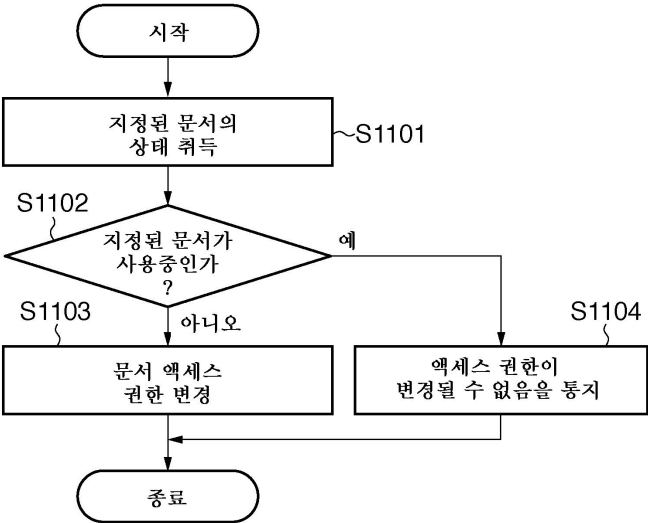 시작
지정된 문서의
상태 취득
S1101
S1102
지정된 문서가
사용중인가
?
예
아니오
S1103
문서 액세스
권한 변경
S1104
액세스 권한이
변경될 수 없음을 통지
종료